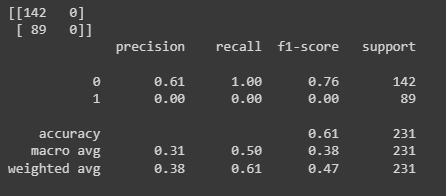 [[142   0]
 [ 89   0]]
              precision    recall  f1-score   support

           0       0.61      1.00      0.76       142
           1       0.00      0.00      0.00        89

    accuracy                           0.61       231
   macro avg       0.31      0.50      0.38       231
weighted avg       0.38      0.61      0.47       231